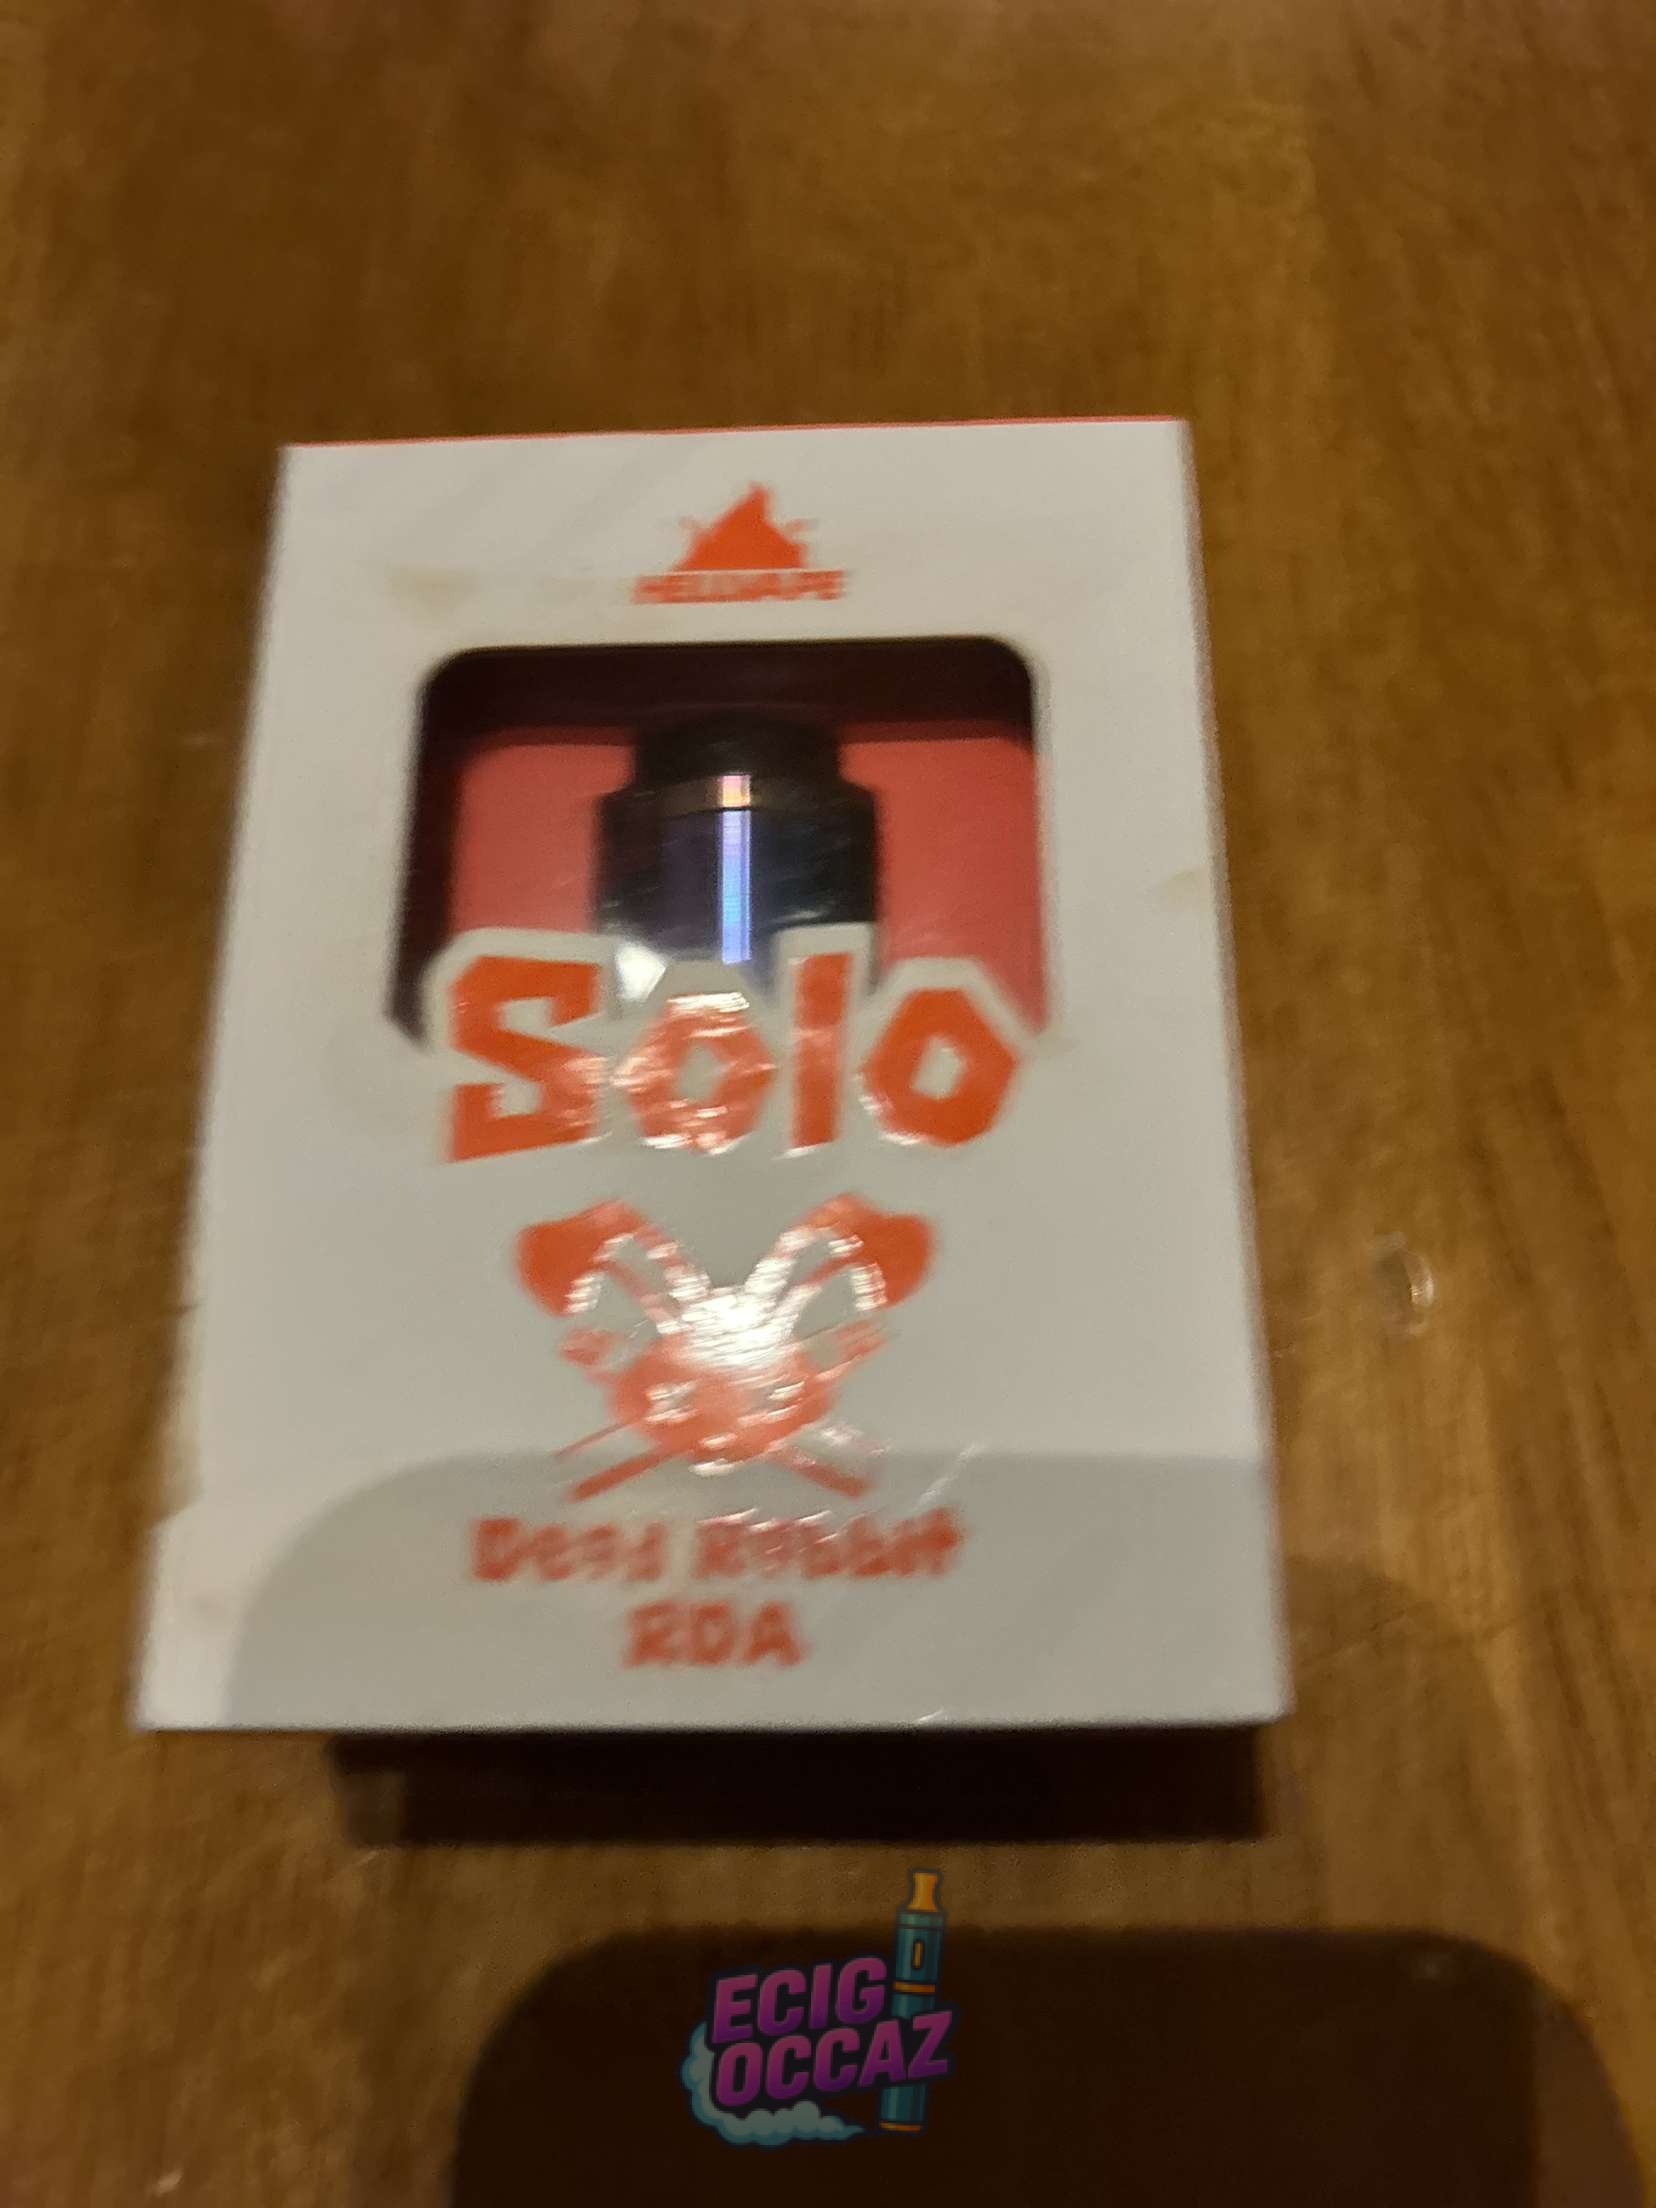 HELLVAPE
Solo
Dead Rabbit
RDA
ECIG
OCCAZ